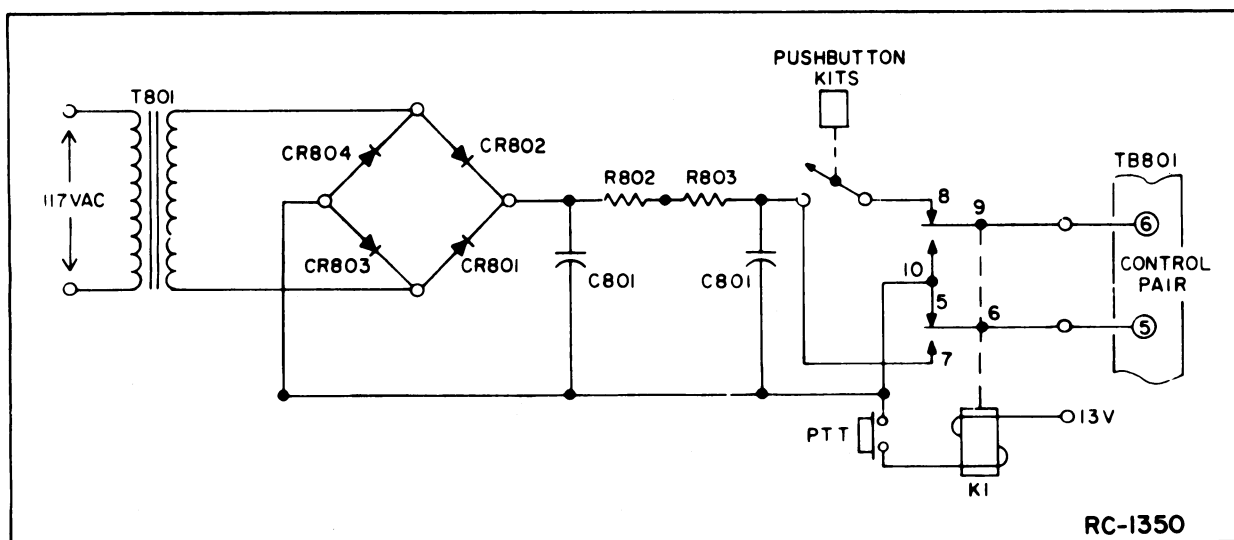 PUSHBUTTON
KITS
T801
117VAC
CR804
CR802
CR803
CR801
R802
R803
C801
C801
8
9
10
5
6
7
TB801
6
CONTROL
PAIR
5
PTT
13V
K1
RC-1350